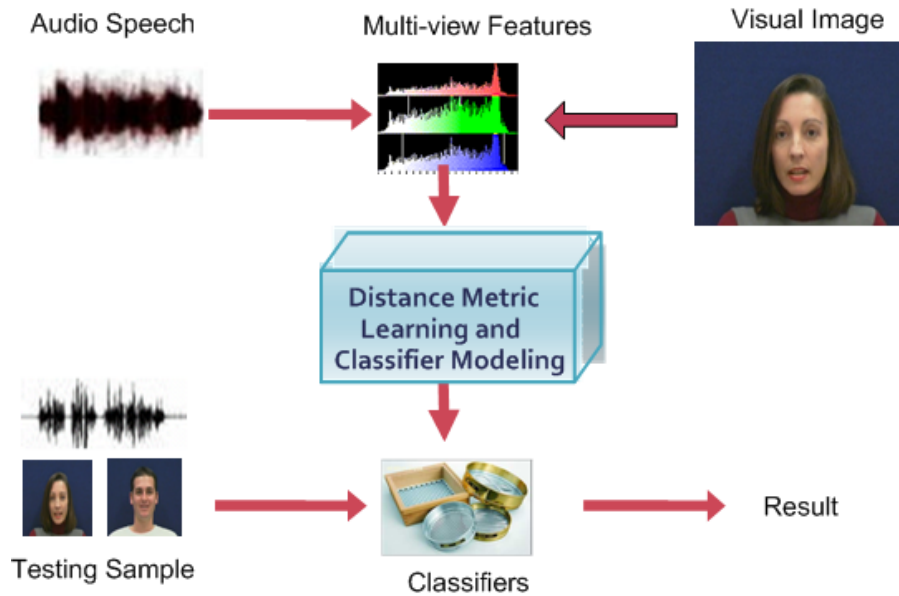 Audio Speech
Multi-view Features
Visual Image
Distance Metric
Learning and
Classifier Modeling
Testing Sample
Classifiers
Result